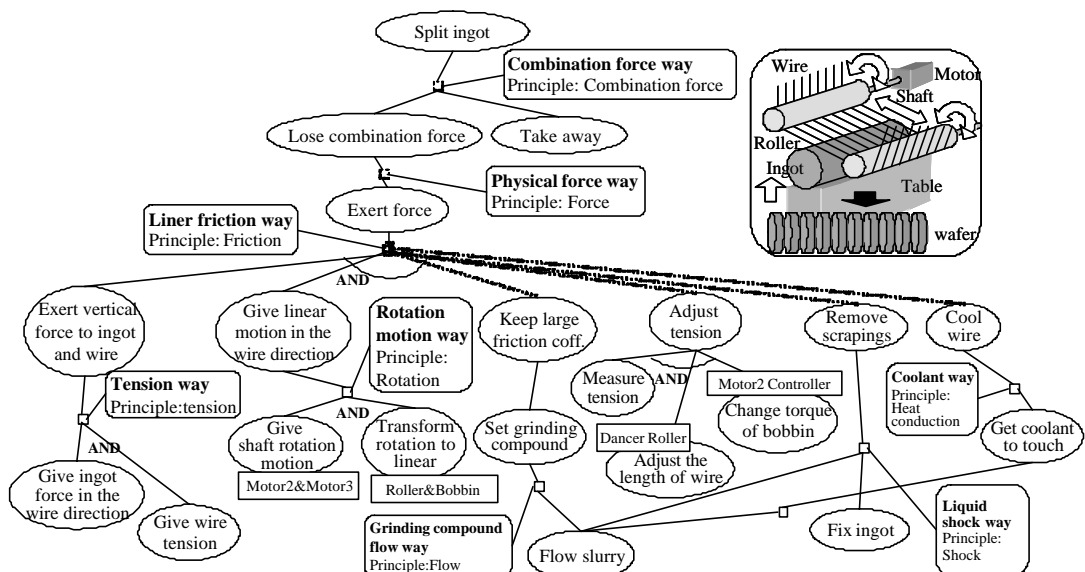 Split ingot
Combination force way
Principle: Combination force
Lose combination force
Take away
Physical force way
Principle: Force
Exert force
Liner friction way
Principle: Friction
Wire
Motor
Shaft
Roller
Ingot
Table
wafer
AND
Exert vertical
force to ingot
and wire
Give linear
motion in the
wire direction
Rotation
motion way
Principle:
Rotation
Keep large
friction coff.
Adjust
tension
Remove
scrapings
Cool
wire
Tension way
Principle:tension
AND
Give ingot
force in the
wire direction
Give wire
tension
AND
Give
shaft rotation
motion
Motor2&Motor3
Transform
rotation to
linear
Roller&Bobbin
Set grinding
compound
Measure
tension
AND
Motor2 Controller
Change torque
of bobbin
Dancer Roller
Adjust the
length of wire
Coolant way
Principle:
Heat
conduction
Get coolant
to touch
Grinding compound
flow way
Principle:Flow
Flow slurry
Fix ingot
Liquid
shock way
Principle:
Shock